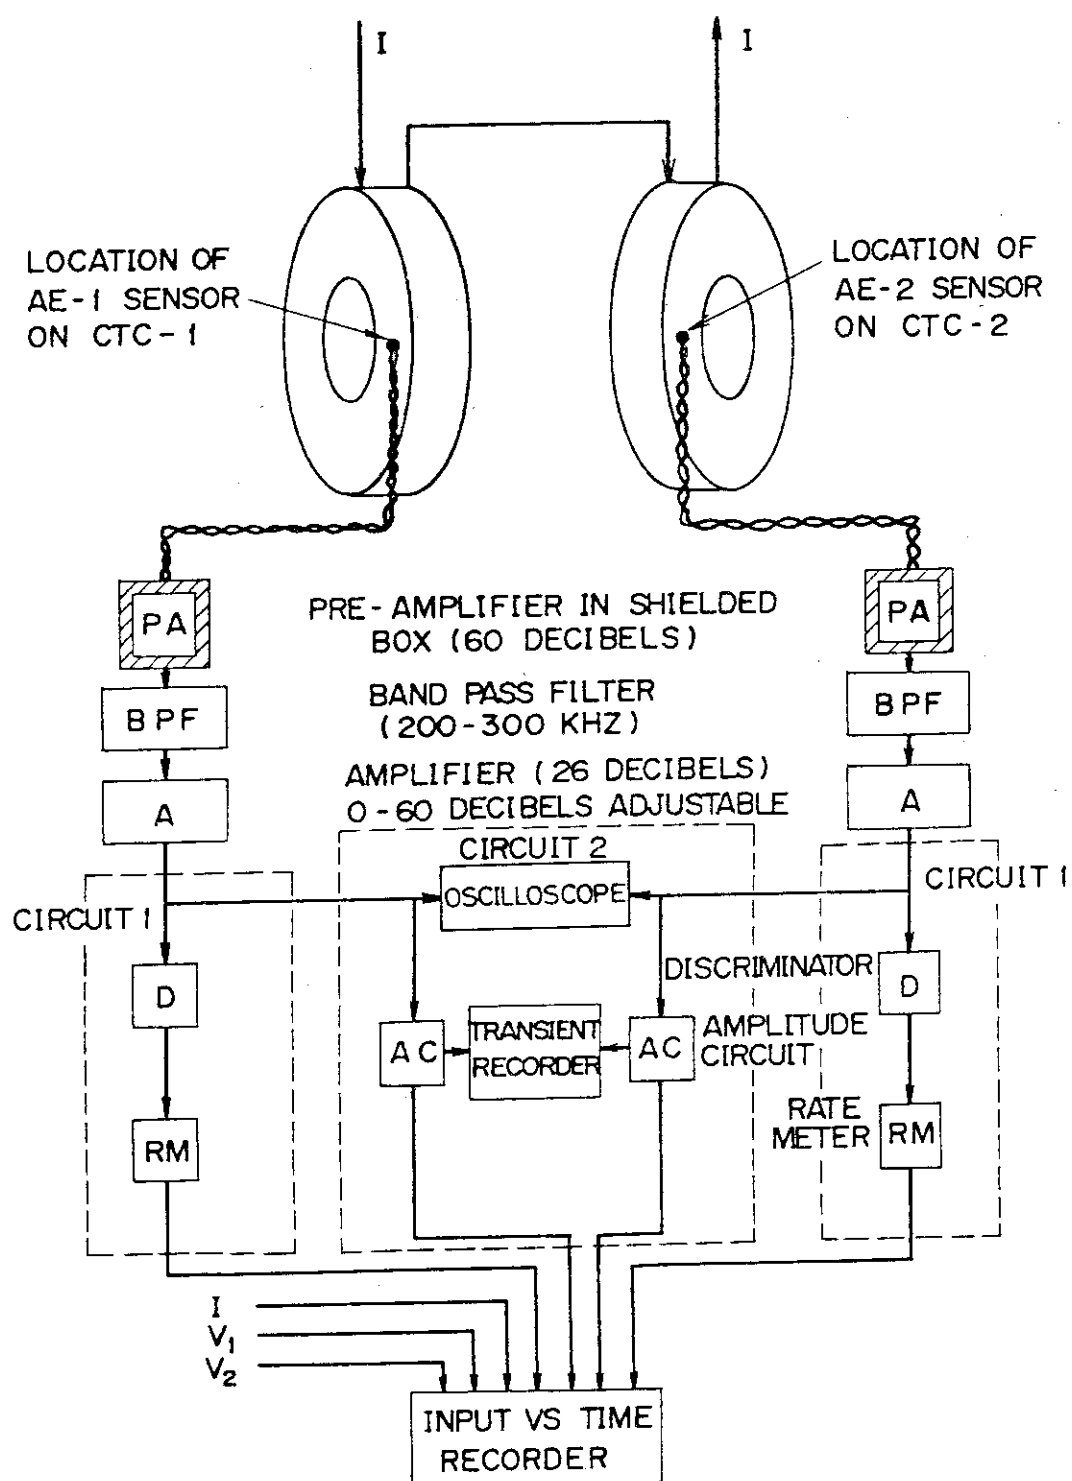 I
I
LOCATION OF
AE-1 SENSOR
ON CTC-1
LOCATION OF
AE-2 SENSOR
ON CTC-2
PA
PRE-AMPLIFIER IN SHIELDED
BOX (60 DECIBELS)
PA
BPF
BAND PASS FILTER
(200-300 KHZ)
BPF
A
AMPLIFIER (26 DECIBELS)
0-60 DECIBELS ADJUSTABLE
A
CIRCUIT 1
CIRCUIT 2
OSCILLOSCOPE
CIRCUIT 1
D
DISCRIMINATOR
D
AC
TRANSIENT
RECORDER
AC
AMPLITUDE
CIRCUIT
RM
RATE
METER
RM
I
V1
V2
INPUT VS TIME
RECORDER